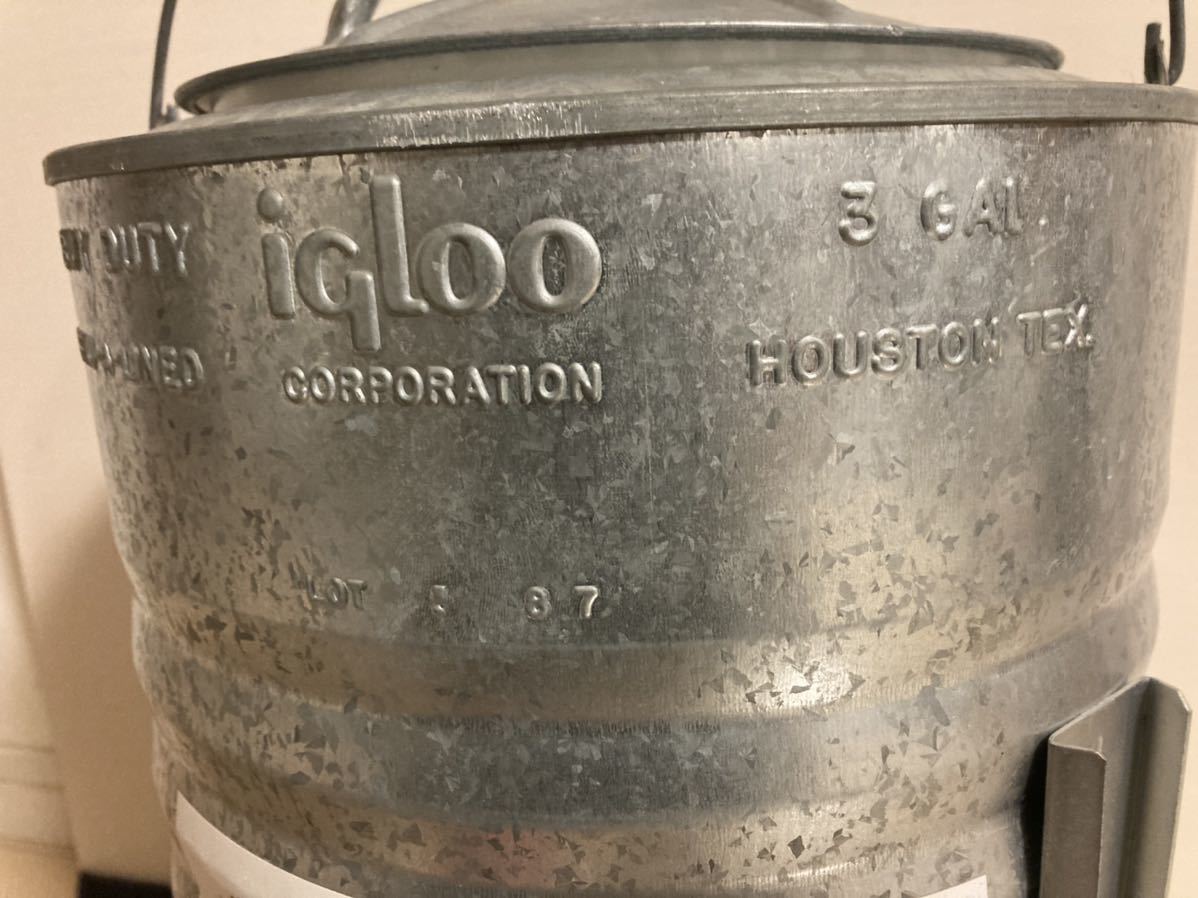 DUTY
igloo
CORPORATION
3 GAL
HOUSTON TEX.
LOT 87